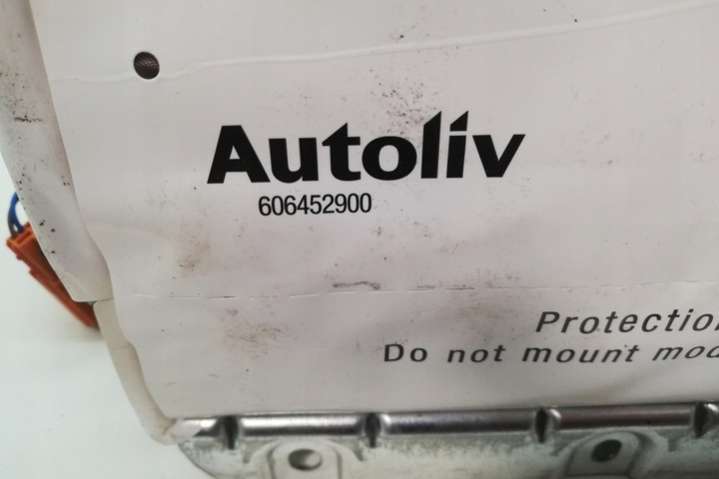 Autoliv
606452900
Protection
Do not mount